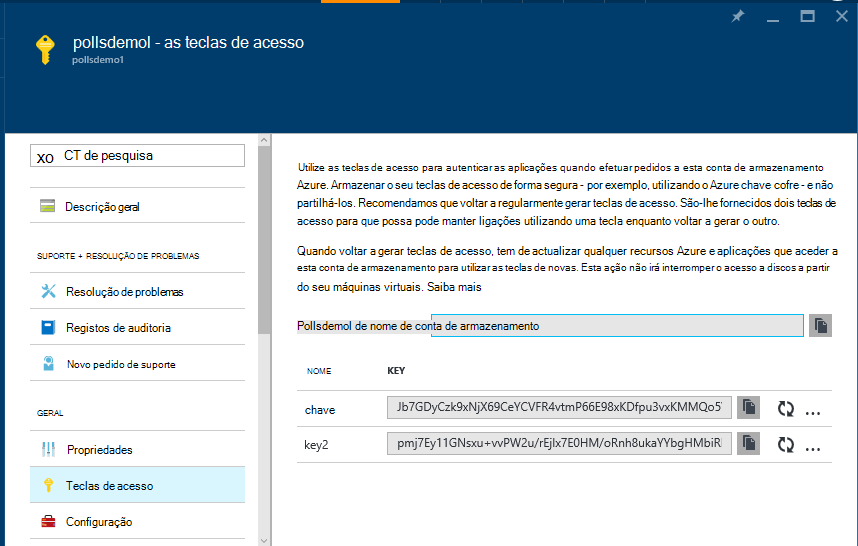 pollsdemol - as teclas de acesso
pollsdemo1
XO CT de pesquisa
Descrição geral
SUPORTE + RESOLUÇÃO DE PROBLEMAS
Resolução de problemas
Registos de auditoria
Novo pedido de suporte
GERAL
Propriedades
Teclas de acesso
Configuração
Utilize as teclas de acesso para autenticar as aplicações quando efetuar pedidos a esta conta de armazenamento
Azure. Armazenar o seu teclas de acesso de forma segura - por exemplo, utilizando o Azure chave cofre - e não
partilhá-los. Recomendamos que voltar a regularmente gerar teclas de acesso. São-lhe fornecidos dois teclas de
acesso para que possa pode manter ligações utilizando uma tecla enquanto voltar a gerar o outro.
Quando voltar a gerar teclas de acesso, tem de actualizar qualquer recursos Azure e aplicações que aceder a
esta conta de armazenamento para utilizar as teclas de novas. Esta ação não irá interromper o acesso a discos a partir
do seu máquinas virtuais. Saiba mais
Pollsdemol de nome de conta de armazenamento
NOME KEY
chave Jb7GDyCzk9xNjX69CeYCVFR4vtmP66E98xKDfpu3vxKMMQo5
key2 pmj7Ey11GNsxu+vvPW2u/rEjIx7E0HM/oRnh8ukaYYbgHMbiR